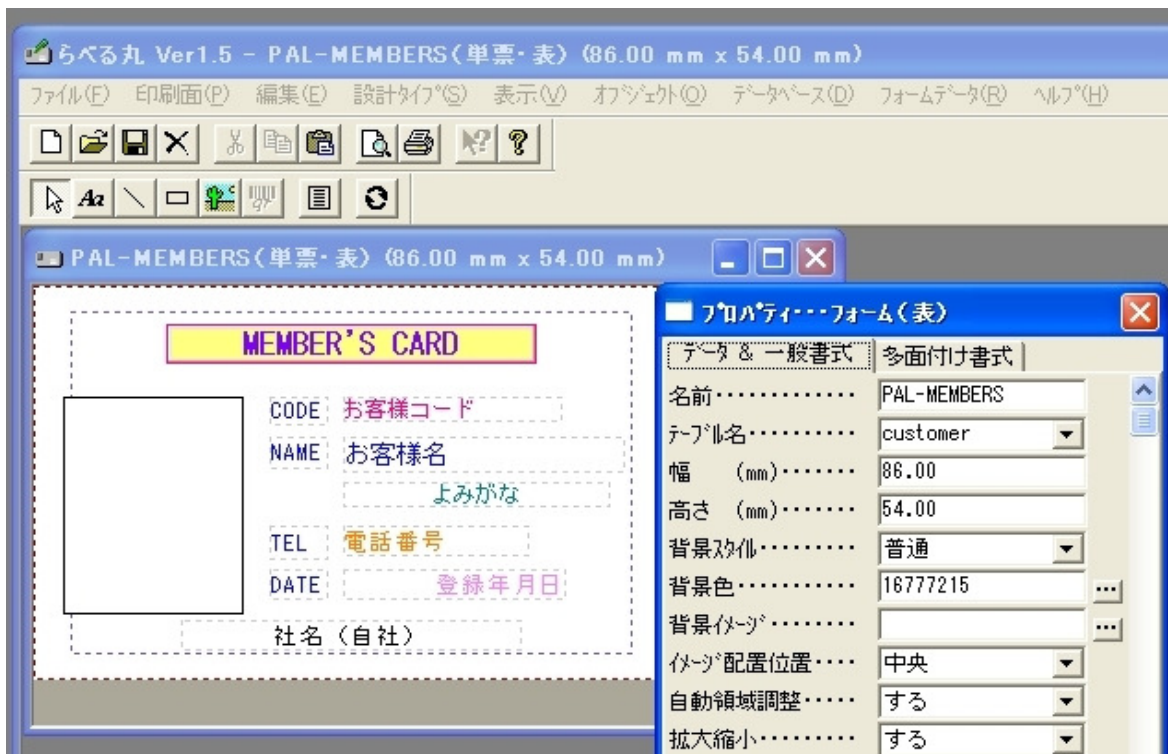 らべる丸 Ver1.5 - PAL-MEMBERS(単票・表) (86.00 mm x 54.00 mm)
ﾌｧｲﾙ(F) 印刷面(P) 編集(E) 設計ﾀｲﾌﾟ(S) 表示(V) ｵﾌﾞｼﾞｪｸﾄ(O) ﾃﾞｰﾀﾍﾞｰｽ(D) ﾌｫｰﾑﾃﾞｰﾀ(R) ﾍﾙﾌﾟ(H)
Aa
PAL-MEMBERS(単票・表) (86.00 mm x 54.00 mm)
MEMBER'S CARD
CODE お客様コード
NAME お客様名
よみがな
TEL 電話番号
DATE 登録年月日
社名(自社)
ﾌﾟﾛﾊﾟﾃｨ・・・ﾌｫｰﾑ(表)
ﾃﾞｰﾀ & 一般書式 多面付け書式
名前・・・・・・・・・・・・・ PAL-MEMBERS
ﾃｰﾌﾞﾙ名・・・・・・・・・・ customer
幅 (mm)・・・・・・・ 86.00
高さ (mm)・・・・・・・ 54.00
背景ｽﾀｲﾙ・・・・・・・・・ 普通
背景色・・・・・・・・・・・ 16777215 ...
背景ｲﾒｰｼﾞ・・・・・・・・ ...
ｲﾒｰｼﾞ配置位置・・・・ 中央
自動領域調整・・・・・ する
拡大縮小・・・・・・・・・ する